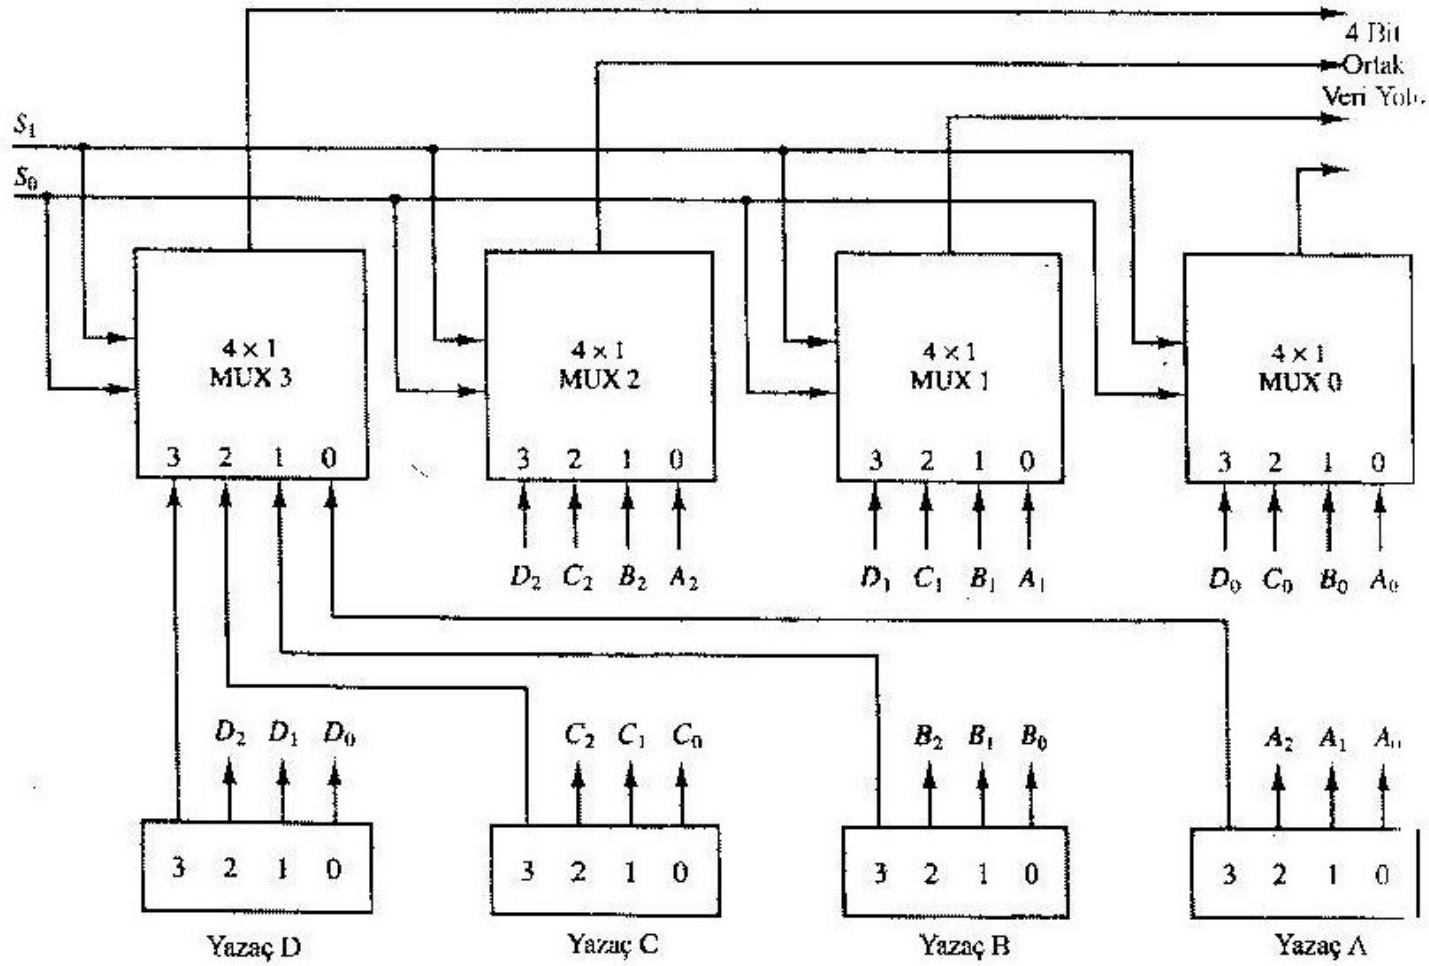 4 Bit
Ortak
Veri
S₁
S₀
4 × 1
MUX 3
3 2 1 0
4 × 1
MUX 2
3 2 1 0
4 × 1
MUX 1
3 2 1 0
4 × 1
MUX 0
3 2 1 0
D₂ C₂ B₂ A₂
D₁ C₁ B₁ A₁
D₀ C₀ B₀ A₀
D₂ D₁ D₀
C₂ C₁ C₀
B₂ B₁ B₀
A₂ A₁ A₀
3 2 1 0
3 2 1 0
3 2 1 0
3 2 1 0
Yazaç D
Yazaç C
Yazaç B
Yazaç A